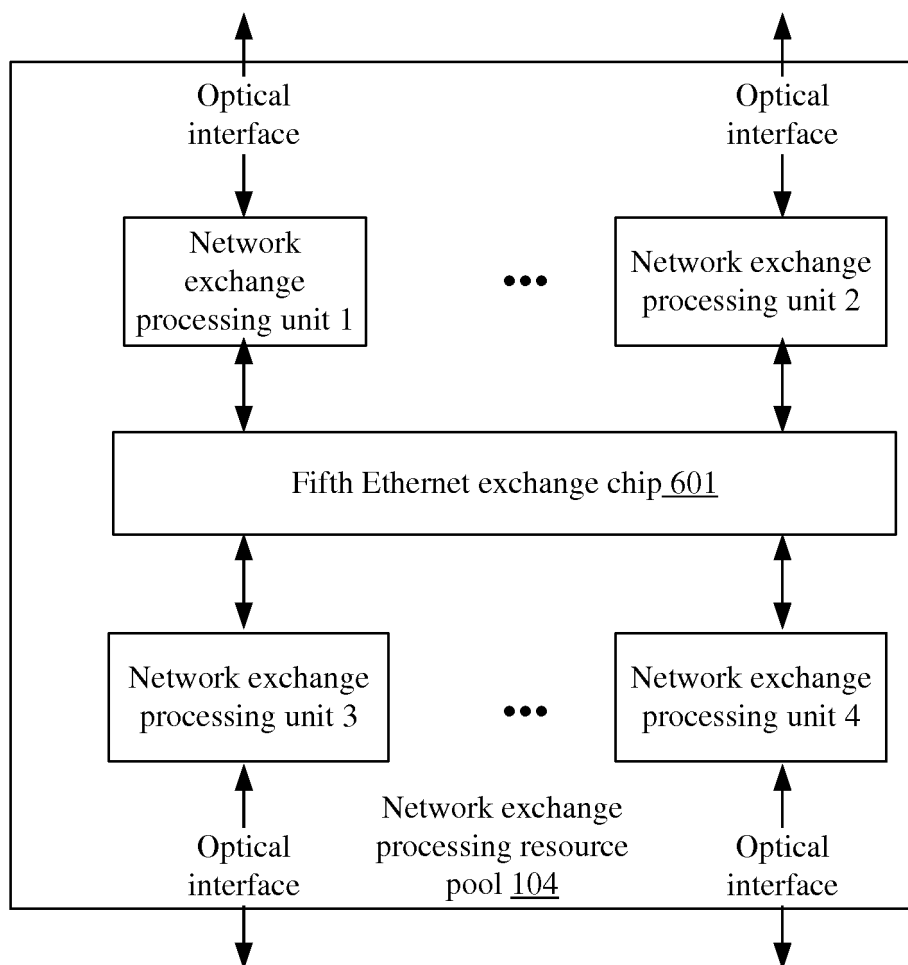 Optical
interface
Optical
interface
Network
exchange
processing unit 1
•••
Network exchange
processing unit 2
Fifth Ethernet exchange chip 601
Network exchange
processing unit 3
•••
Network exchange
processing unit 4
Optical
interface
Network exchange
processing resource
pool 104
Optical
interface